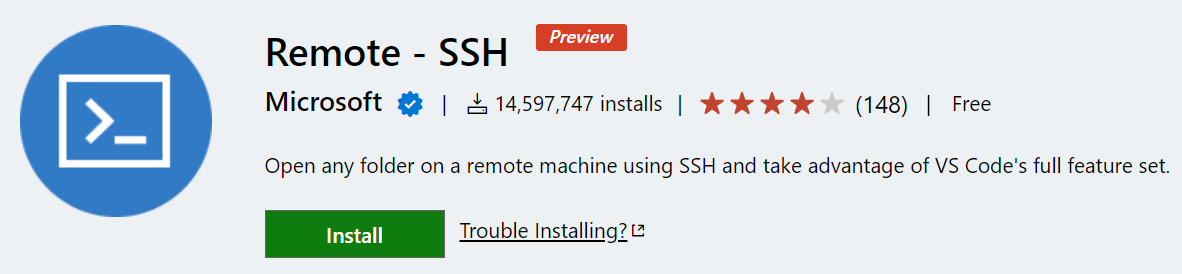 Remote - SSH Preview
Microsoft | 14,597,747 installs | (148) | Free
Open any folder on a remote machine using SSH and take advantage of VS Code's full feature set.
Install Trouble Installing?